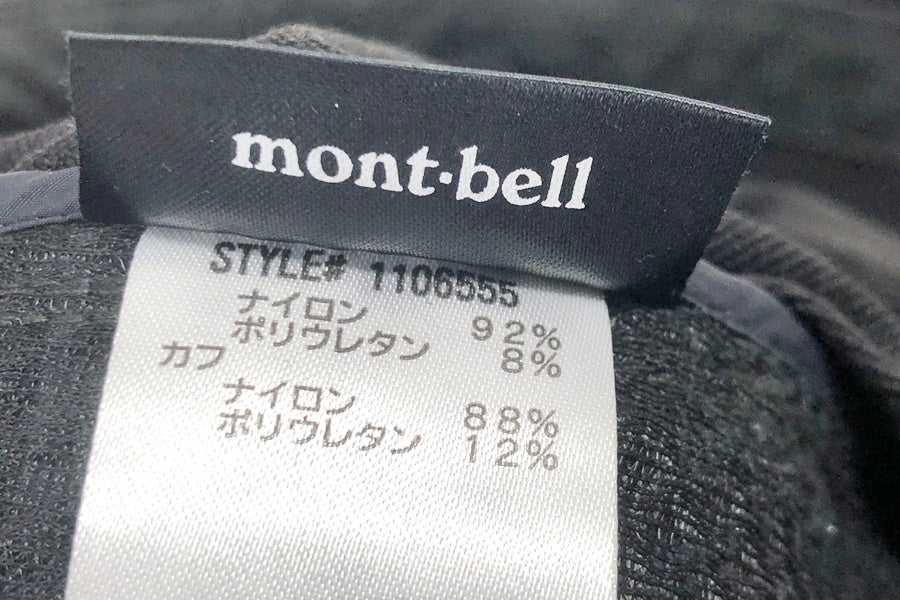 mont·bell
STYLE# 1106555
ナイロン 92%
ポリウレタン 8%
カフ
ナイロン 88%
ポリウレタン 12%